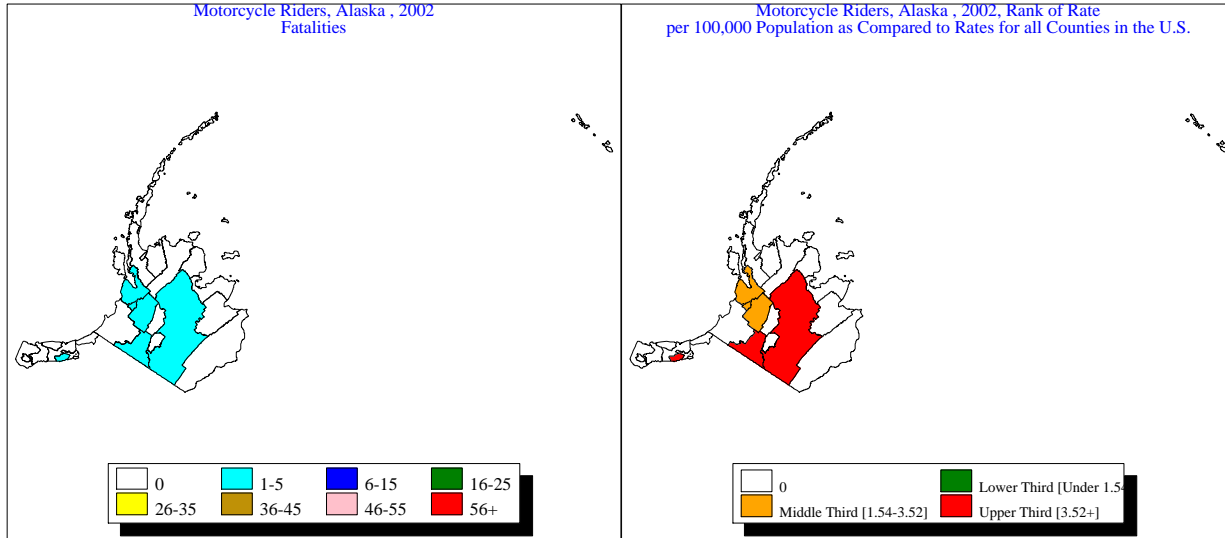 Motorcycle Riders, Alaska , 2002
Fatalities
0
1-5
6-15
16-25
26-35
36-45
46-55
56+
Motorcycle Riders, Alaska , 2002, Rank of Rate
per 100,000 Population as Compared to Rates for all Counties in the U.S.
0
Lower Third [Under 1.54
Middle Third [1.54-3.52]
Upper Third [3.52+]